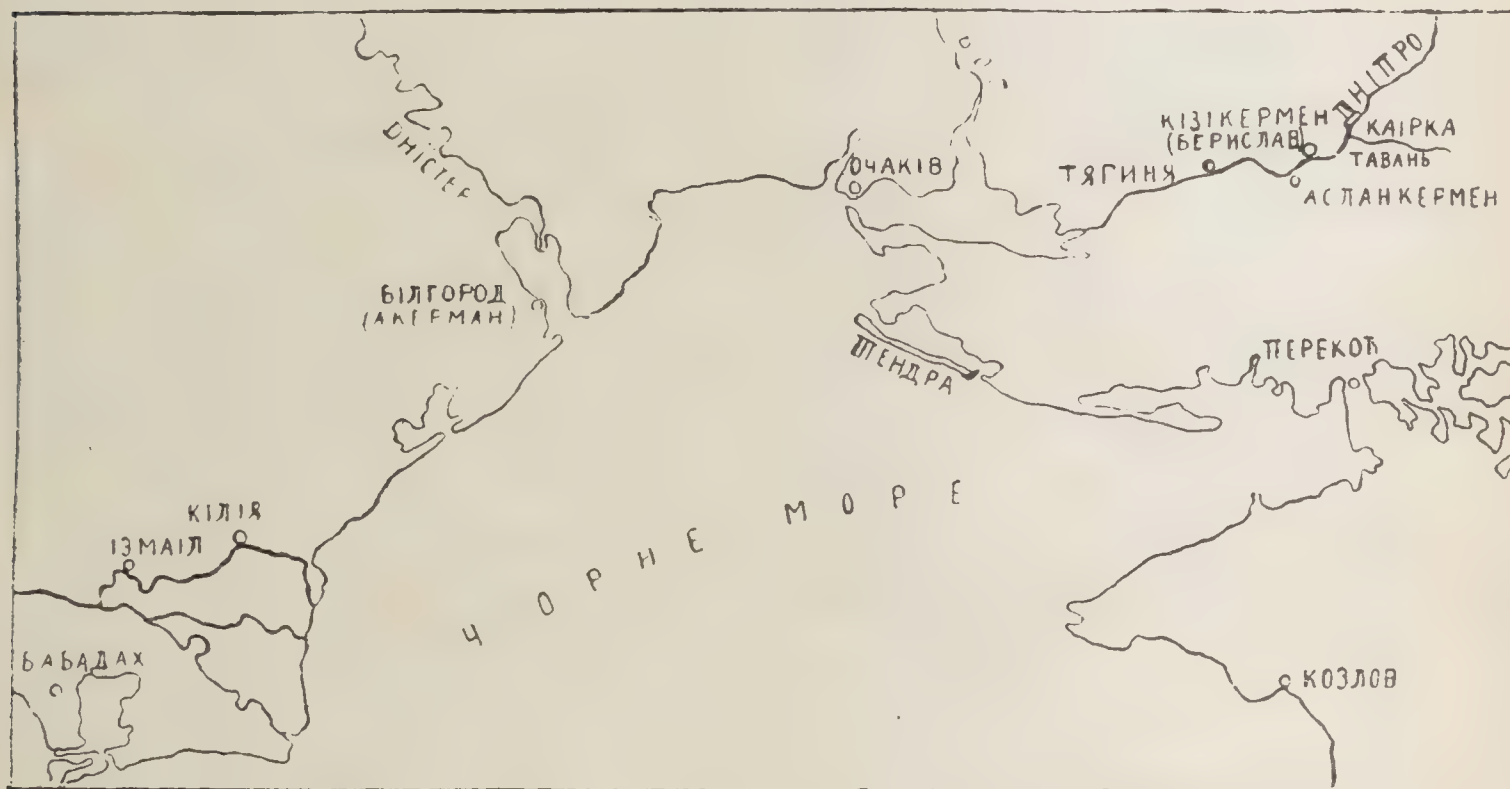 ДНІПРО
КІЗІКЕРМЕН
(БЕРИСЛАВ)
КАІРКА
ТАВАНЬ
ТЯГИНЯ
АСЛАНКЕРМЕН
ОЧАКІВ
ДНІСТЕР
БІЛГОРОД
(АКЕРМАН)
ТЕНДРА
ПЕРЕКОП
КІЛІЯ
ІЗМАІЛ
ЧОРНЕ МОРЕ
БАБАДАХ
КОЗЛОВ